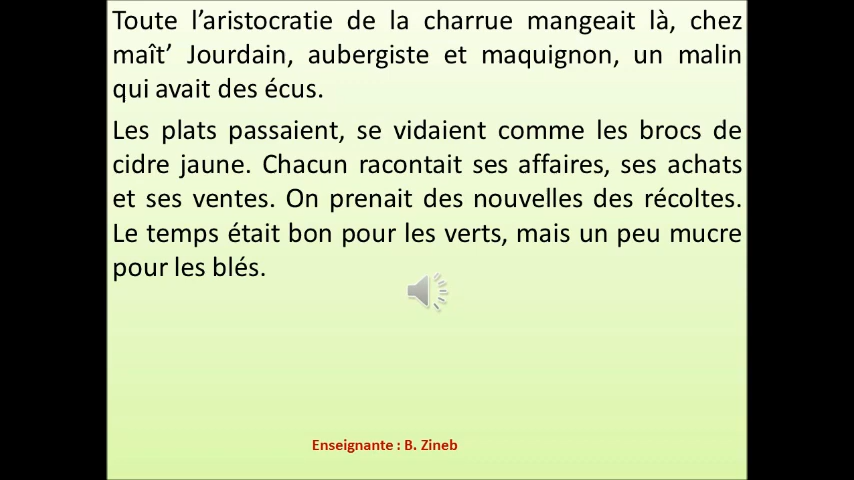 Toute l’aristocratie de la charrue mangeait là, chez
maît’ Jourdain, aubergiste et maquignon, un malin
qui avait des écus.
Les plats passaient, se vidaient comme les brocs de
cidre jaune. Chacun racontait ses affaires, ses achats
et ses ventes. On prenait des nouvelles des récoltes.
Le temps était bon pour les verts, mais un peu mucre
pour les blés.
Enseignante : B. Zineb